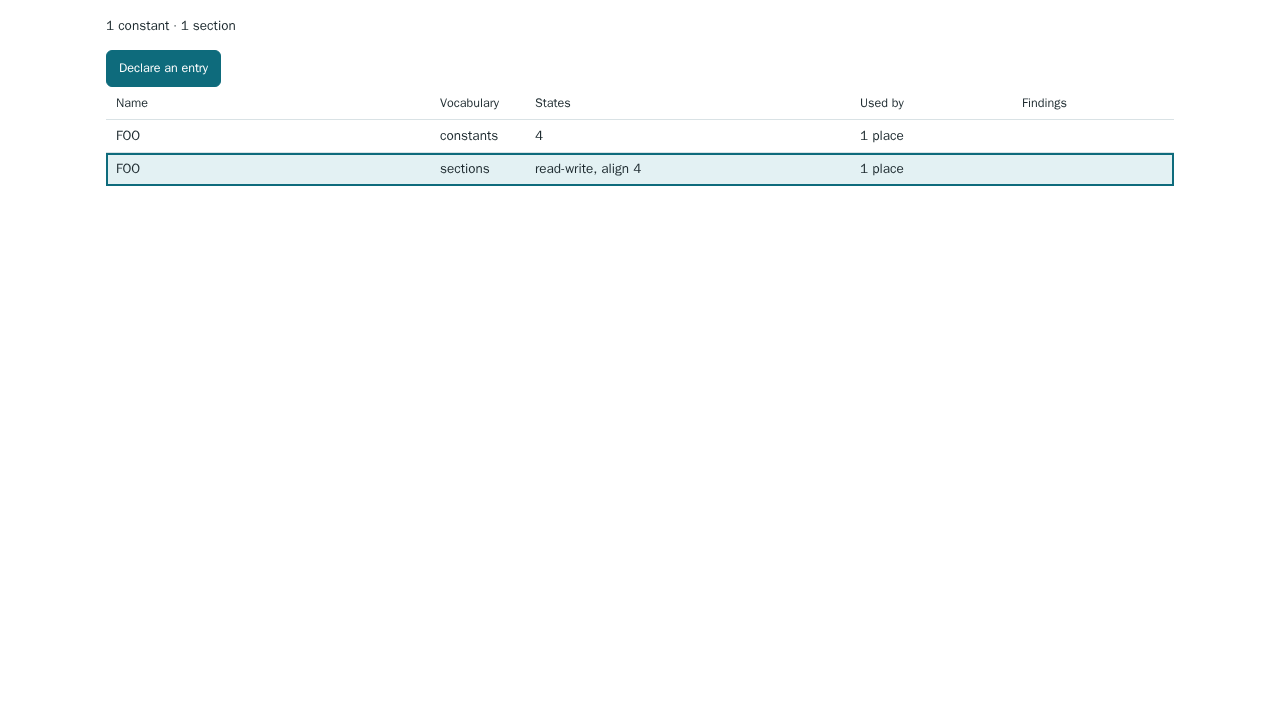 1 constant · 1 section
Declare an entry
Name Vocabulary States Used by Findings
FOO constants 4 1 place
FOO sections read-write, align 4 1 place